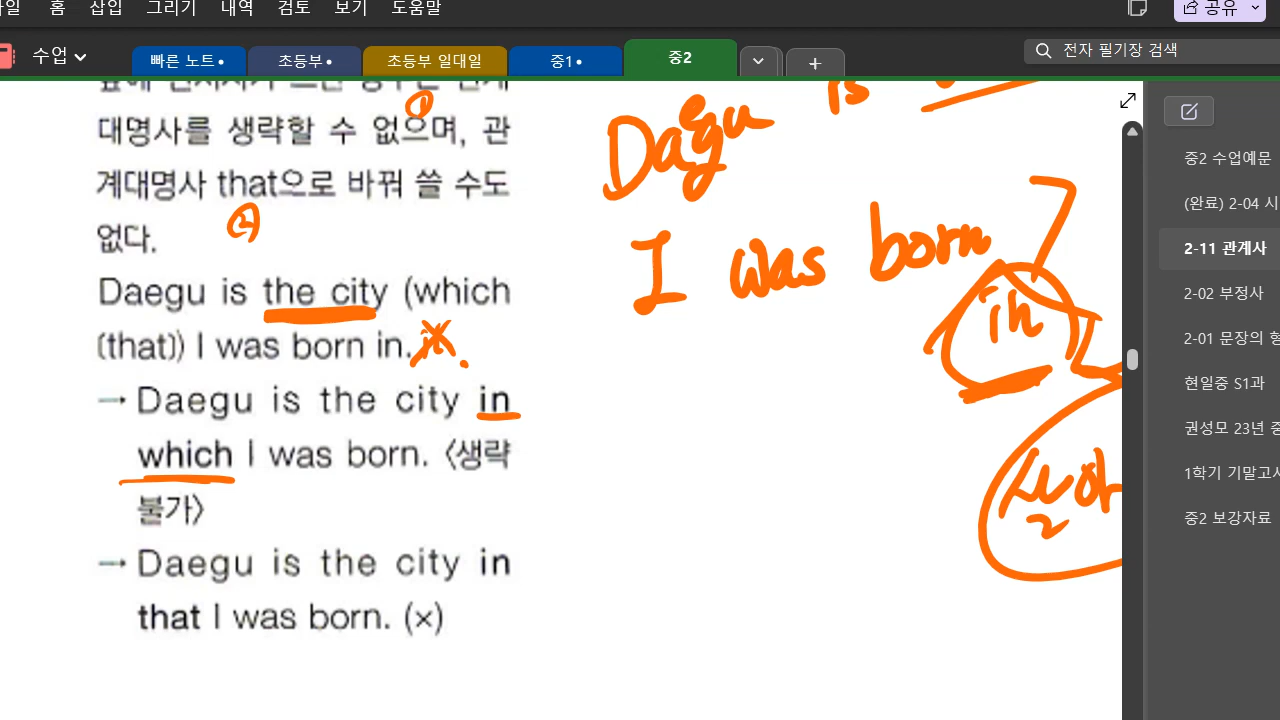 파일 홈 삽입 그리기 내역 검토 보기 도움말 공유
수업
빠른 노트 초등부 초등부 일대일 중1 중2 + 전자 필기장 검색
대명사를 생략할 수 없으며, 관
①
계대명사 that으로 바꿔 쓸 수도
②
없다.
Daegu is the city (which
(that)) I was born in. it.
→ Daegu is the city in
which I was born. 〈생략
불가〉
→ Daegu is the city in
that I was born. (×)
Daegu is
I was born
in
중2 수업예문
(완료) 2-04 시
2-11 관계사
2-02 부정사
2-01 문장의 형
현일중 S1과
권성모 23년 중
1학기 기말고사
중2 보강자료